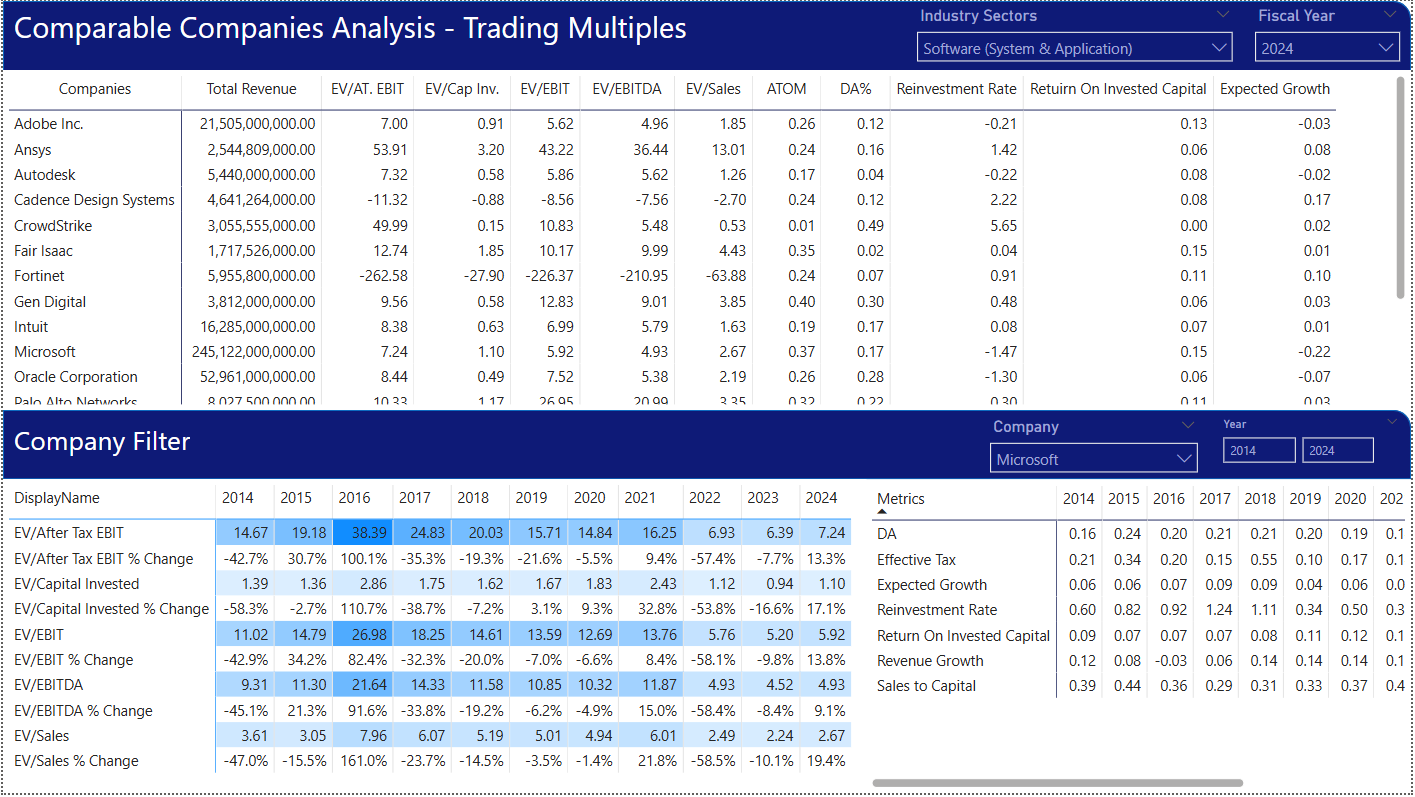 Comparable Companies Analysis - Trading Multiples
Industry Sectors
Software (System & Application)
Fiscal Year
2024
Companies Total Revenue EV/AT. EBIT EV/Cap Inv. EV/EBIT EV/EBITDA EV/Sales ATOM DA% Reinvestment Rate Retuirn On Invested Capital Expected Growth
Adobe Inc. 21,505,000,000.00 7.00 0.91 5.62 4.96 1.85 0.26 0.12 -0.21 0.13 -0.03
Ansys 2,544,809,000.00 53.91 3.20 43.22 36.44 13.01 0.24 0.16 1.42 0.06 0.08
Autodesk 5,440,000,000.00 7.32 0.58 5.86 5.62 1.26 0.17 0.04 -0.22 0.08 -0.02
Cadence Design Systems 4,641,264,000.00 -11.32 -0.88 -8.56 -7.56 -2.70 0.24 0.12 2.22 0.08 0.17
CrowdStrike 3,055,555,000.00 49.99 0.15 10.83 5.48 0.53 0.01 0.49 5.65 0.00 0.02
Fair Isaac 1,717,526,000.00 12.74 1.85 10.17 9.99 4.43 0.35 0.02 0.04 0.15 0.01
Fortinet 5,955,800,000.00 -262.58 -27.90 -226.37 -210.95 -63.88 0.24 0.07 0.91 0.11 0.10
Gen Digital 3,812,000,000.00 9.56 0.58 12.83 9.01 3.85 0.40 0.30 0.48 0.06 0.03
Intuit 16,285,000,000.00 8.38 0.63 6.99 5.79 1.63 0.19 0.17 0.08 0.07 0.01
Microsoft 245,122,000,000.00 7.24 1.10 5.92 4.93 2.67 0.37 0.17 -1.47 0.15 -0.22
Oracle Corporation 52,961,000,000.00 8.44 0.49 7.52 5.38 2.19 0.26 0.28 -1.30 0.06 -0.07
Palo Alto Networks 8,027,500,000.00 10.33 1.17 26.95 20.99 3.35 0.32 0.22 0.30 0.11 0.03
Company Filter
Company
Microsoft
Year
2014 2024
DisplayName 2014 2015 2016 2017 2018 2019 2020 2021 2022 2023 2024
EV/After Tax EBIT 14.67 19.18 38.39 24.83 20.03 15.71 14.84 16.25 6.93 6.39 7.24
EV/After Tax EBIT % Change -42.7% 30.7% 100.1% -35.3% -19.3% -21.6% -5.5% 9.4% -57.4% -7.7% 13.3%
EV/Capital Invested 1.39 1.36 2.86 1.75 1.62 1.67 1.83 2.43 1.12 0.94 1.10
EV/Capital Invested % Change -58.3% -2.7% 110.7% -38.7% -7.2% 3.1% 9.3% 32.8% -53.8% -16.6% 17.1%
EV/EBIT 11.02 14.79 26.98 18.25 14.61 13.59 12.69 13.76 5.76 5.20 5.92
EV/EBIT % Change -42.9% 34.2% 82.4% -32.3% -20.0% -7.0% -6.6% 8.4% -58.1% -9.8% 13.8%
EV/EBITDA 9.31 11.30 21.64 14.33 11.58 10.85 10.32 11.87 4.93 4.52 4.93
EV/EBITDA % Change -45.1% 21.3% 91.6% -33.8% -19.2% -6.2% -4.9% 15.0% -58.4% -8.4% 9.1%
EV/Sales 3.61 3.05 7.96 6.07 5.19 5.01 4.94 6.01 2.49 2.24 2.67
EV/Sales % Change -47.0% -15.5% 161.0% -23.7% -14.5% -3.5% -1.4% 21.8% -58.5% -10.1% 19.4%
Metrics 2014 2015 2016 2017 2018 2019 2020 202
DA 0.16 0.24 0.20 0.21 0.21 0.20 0.19 0.1
Effective Tax 0.21 0.34 0.20 0.15 0.55 0.10 0.17 0.1
Expected Growth 0.06 0.06 0.07 0.09 0.09 0.04 0.06 0.0
Reinvestment Rate 0.60 0.82 0.92 1.24 1.11 0.34 0.50 0.3
Return On Invested Capital 0.09 0.07 0.07 0.07 0.08 0.11 0.12 0.1
Revenue Growth 0.12 0.08 -0.03 0.06 0.14 0.14 0.14 0.1
Sales to Capital 0.39 0.44 0.36 0.29 0.31 0.33 0.37 0.4